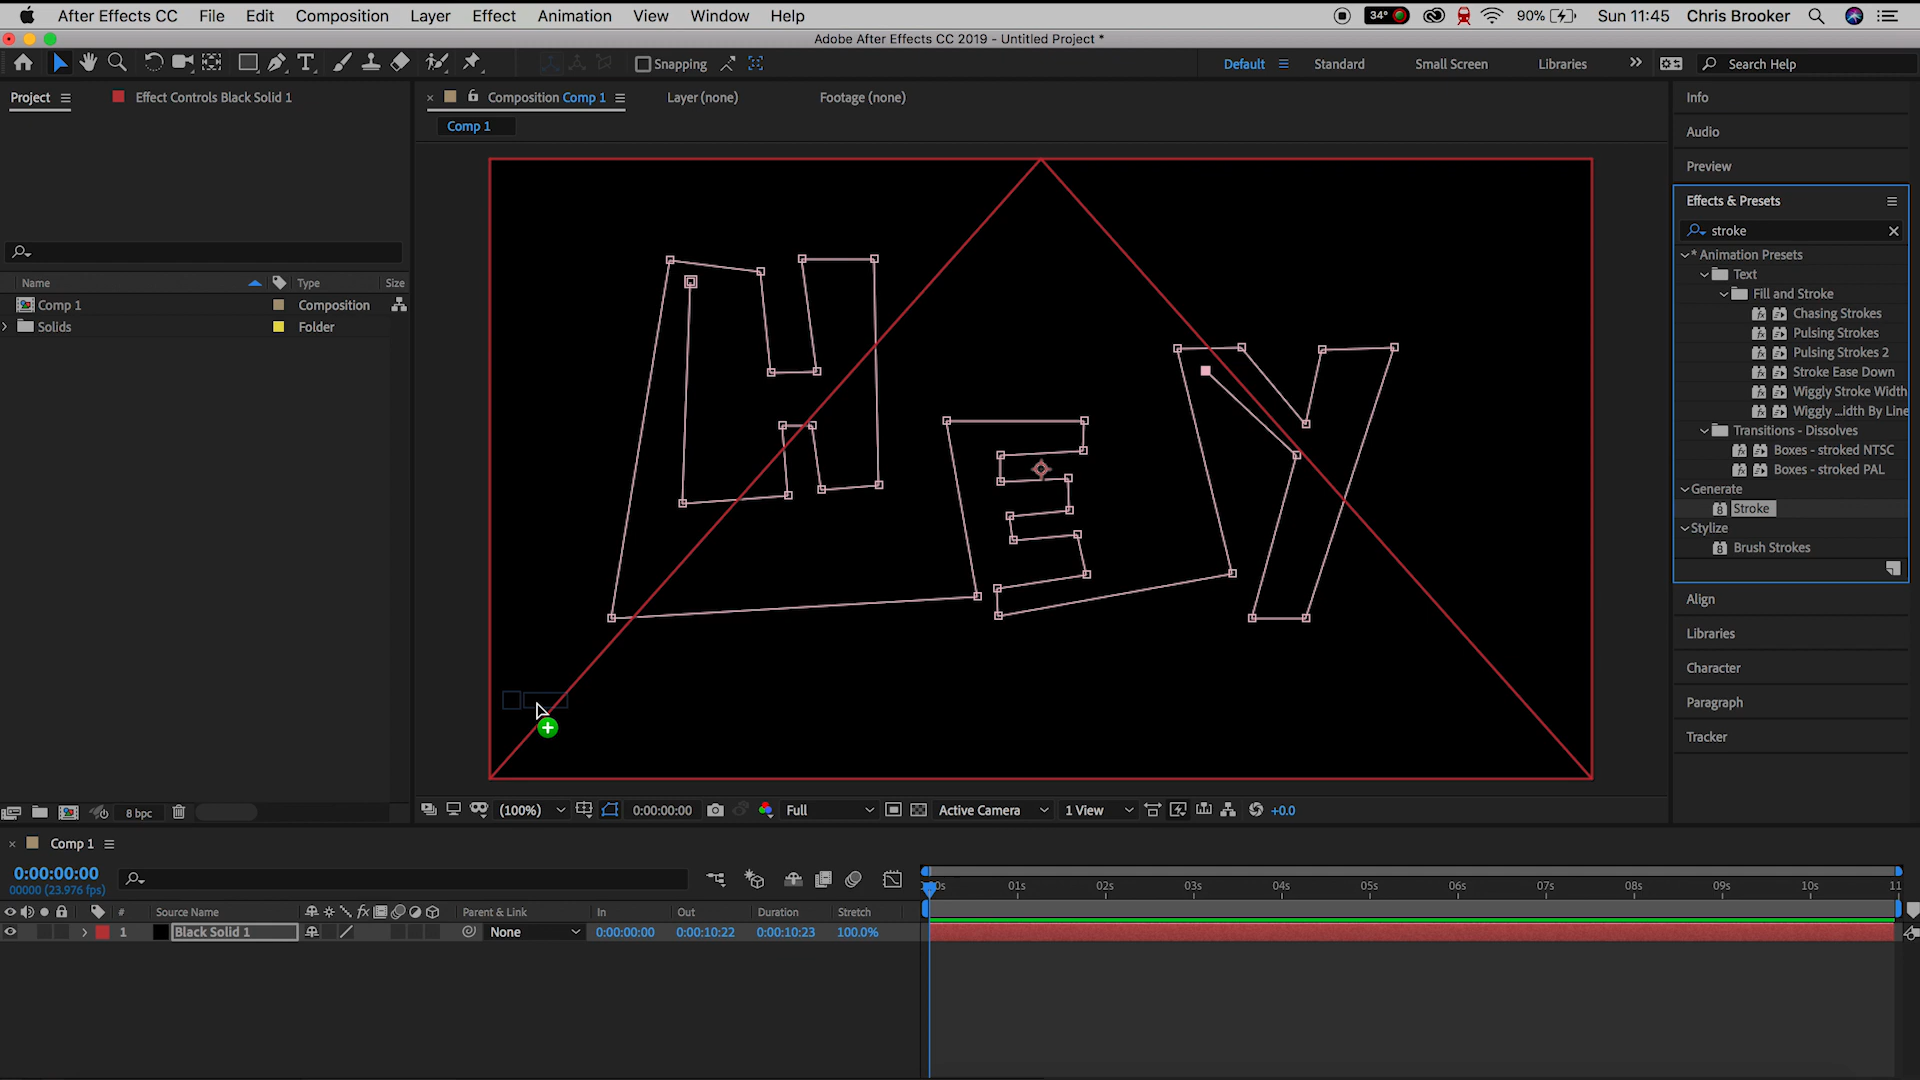 After Effects CC File Edit Composition Layer Effect Animation View Window Help 34° 90% Sun 11:45 Chris Brooker
Adobe After Effects CC 2019 - Untitled Project *
Snapping Default Standard Small Screen Libraries Search Help
Project Effect Controls Black Solid 1 Composition Comp 1 Layer (none) Footage (none) Info
Comp 1
Audio
Preview
Effects & Presets
stroke
* Animation Presets
Text
Fill and Stroke
Chasing Strokes
Pulsing Strokes
Pulsing Strokes 2
Stroke Ease Down
Wiggly Stroke Width
Wiggly ...idth By Line
Transitions - Dissolves
Boxes - stroked NTSC
Boxes - stroked PAL
Generate
Stroke
Stylize
Brush Strokes
Align
Libraries
Character
Paragraph
Tracker
Name Type Size
Comp 1 Composition
Solids Folder
HEY
8 bpc (100%) 0:00:00:00 Full Active Camera 1 View +0.0
Comp 1
0:00:00:00
00000 (23.976 fps)
01s 02s 03s 04s 05s 06s 07s 08s 09s 10s 11
# Source Name fx Parent & Link In Out Duration Stretch
1 Black Solid 1 None 0:00:00:00 0:00:10:22 0:00:10:23 100.0%